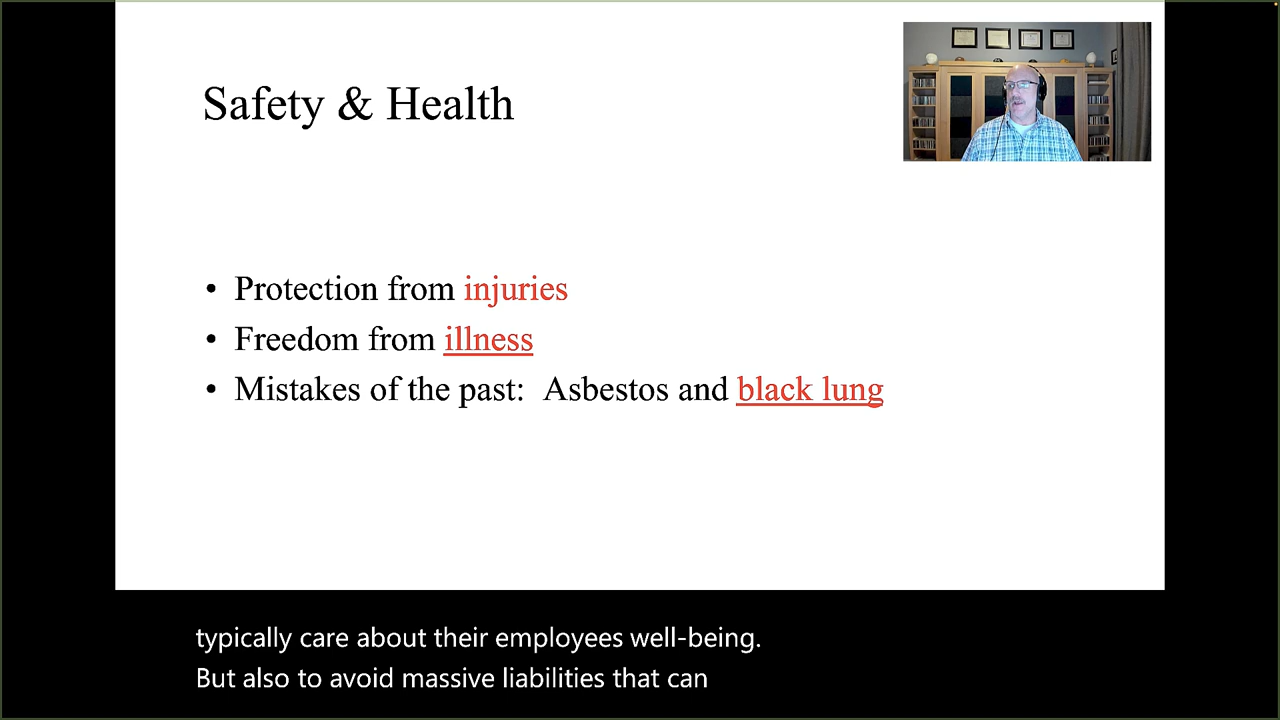 Safety & Health
• Protection from injuries
• Freedom from illness
• Mistakes of the past:  Asbestos and black lung
typically care about their employees well-being.
But also to avoid massive liabilities that can